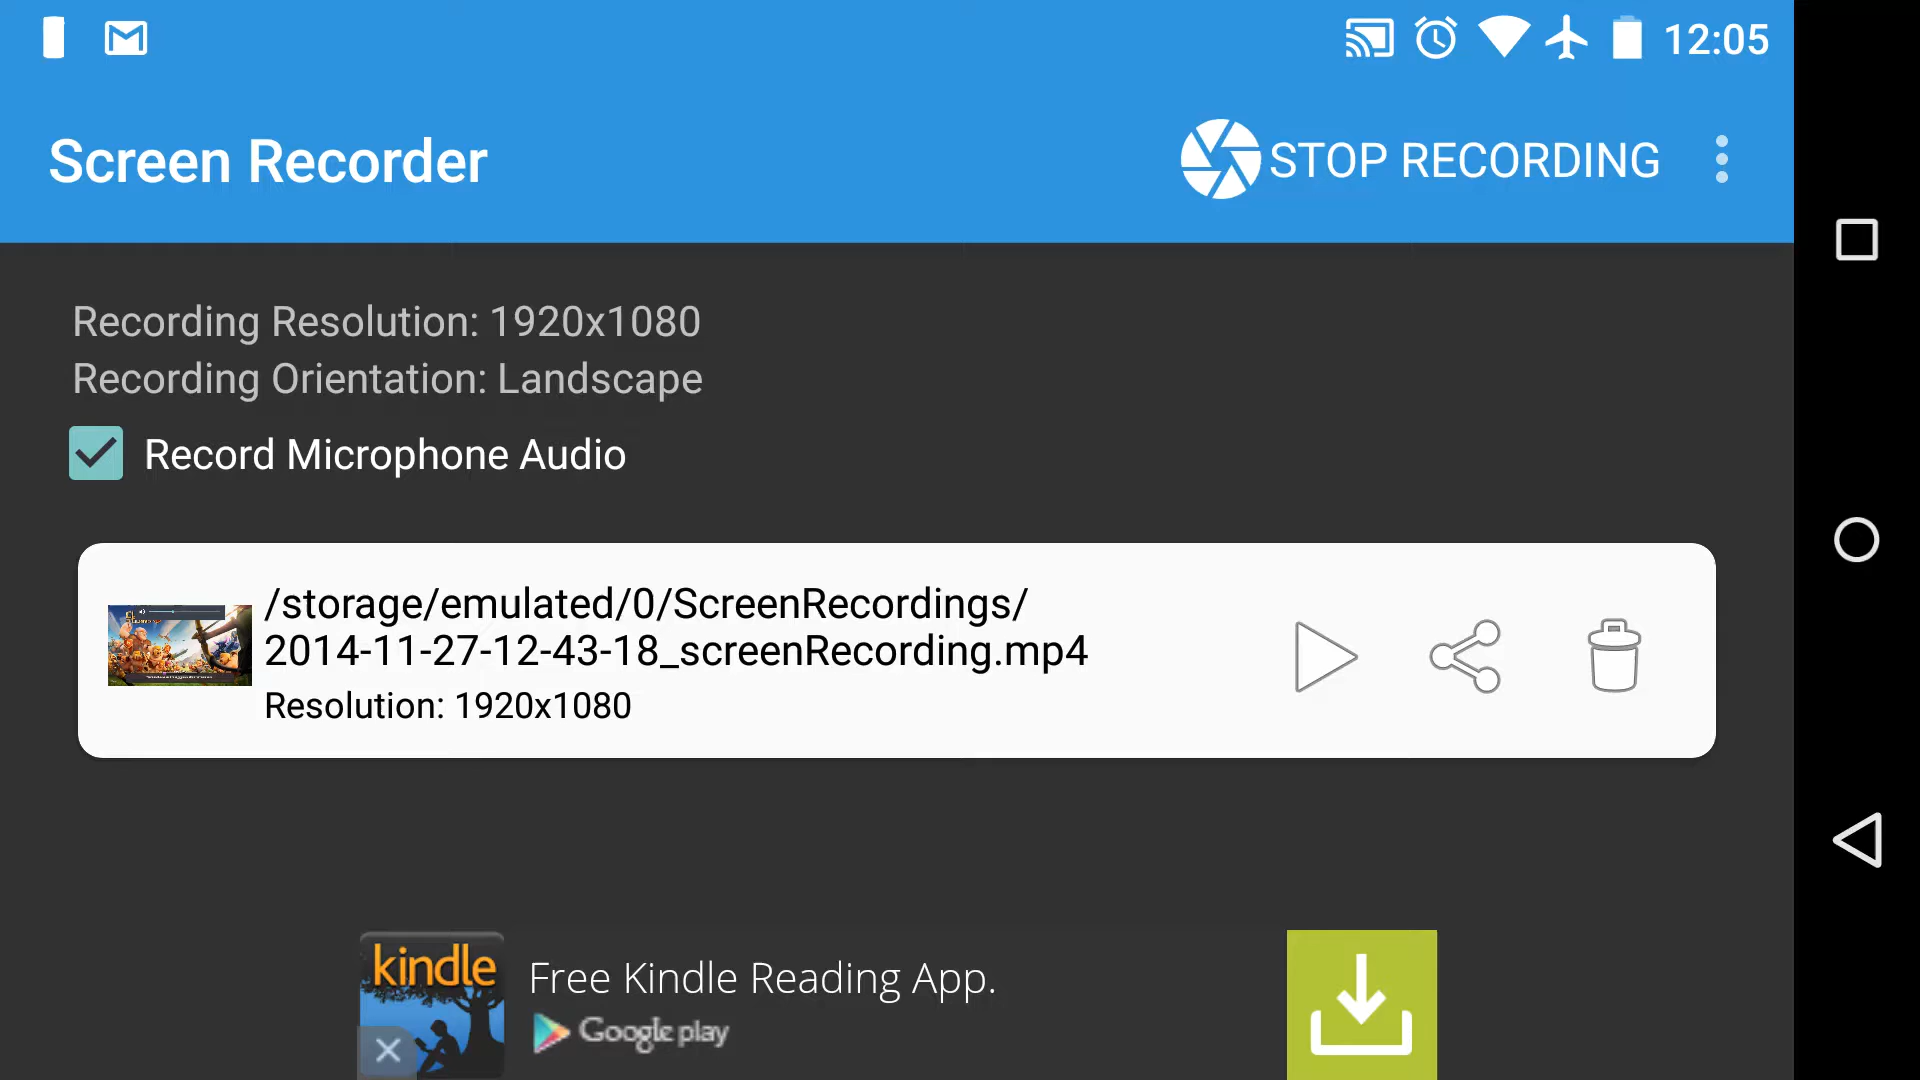 12:05
Screen Recorder
STOP RECORDING
Recording Resolution: 1920x1080
Recording Orientation: Landscape
Record Microphone Audio
/storage/emulated/0/ScreenRecordings/
2014-11-27-12-43-18_screenRecording.mp4
Resolution: 1920x1080
kindle
Free Kindle Reading App.
Google play